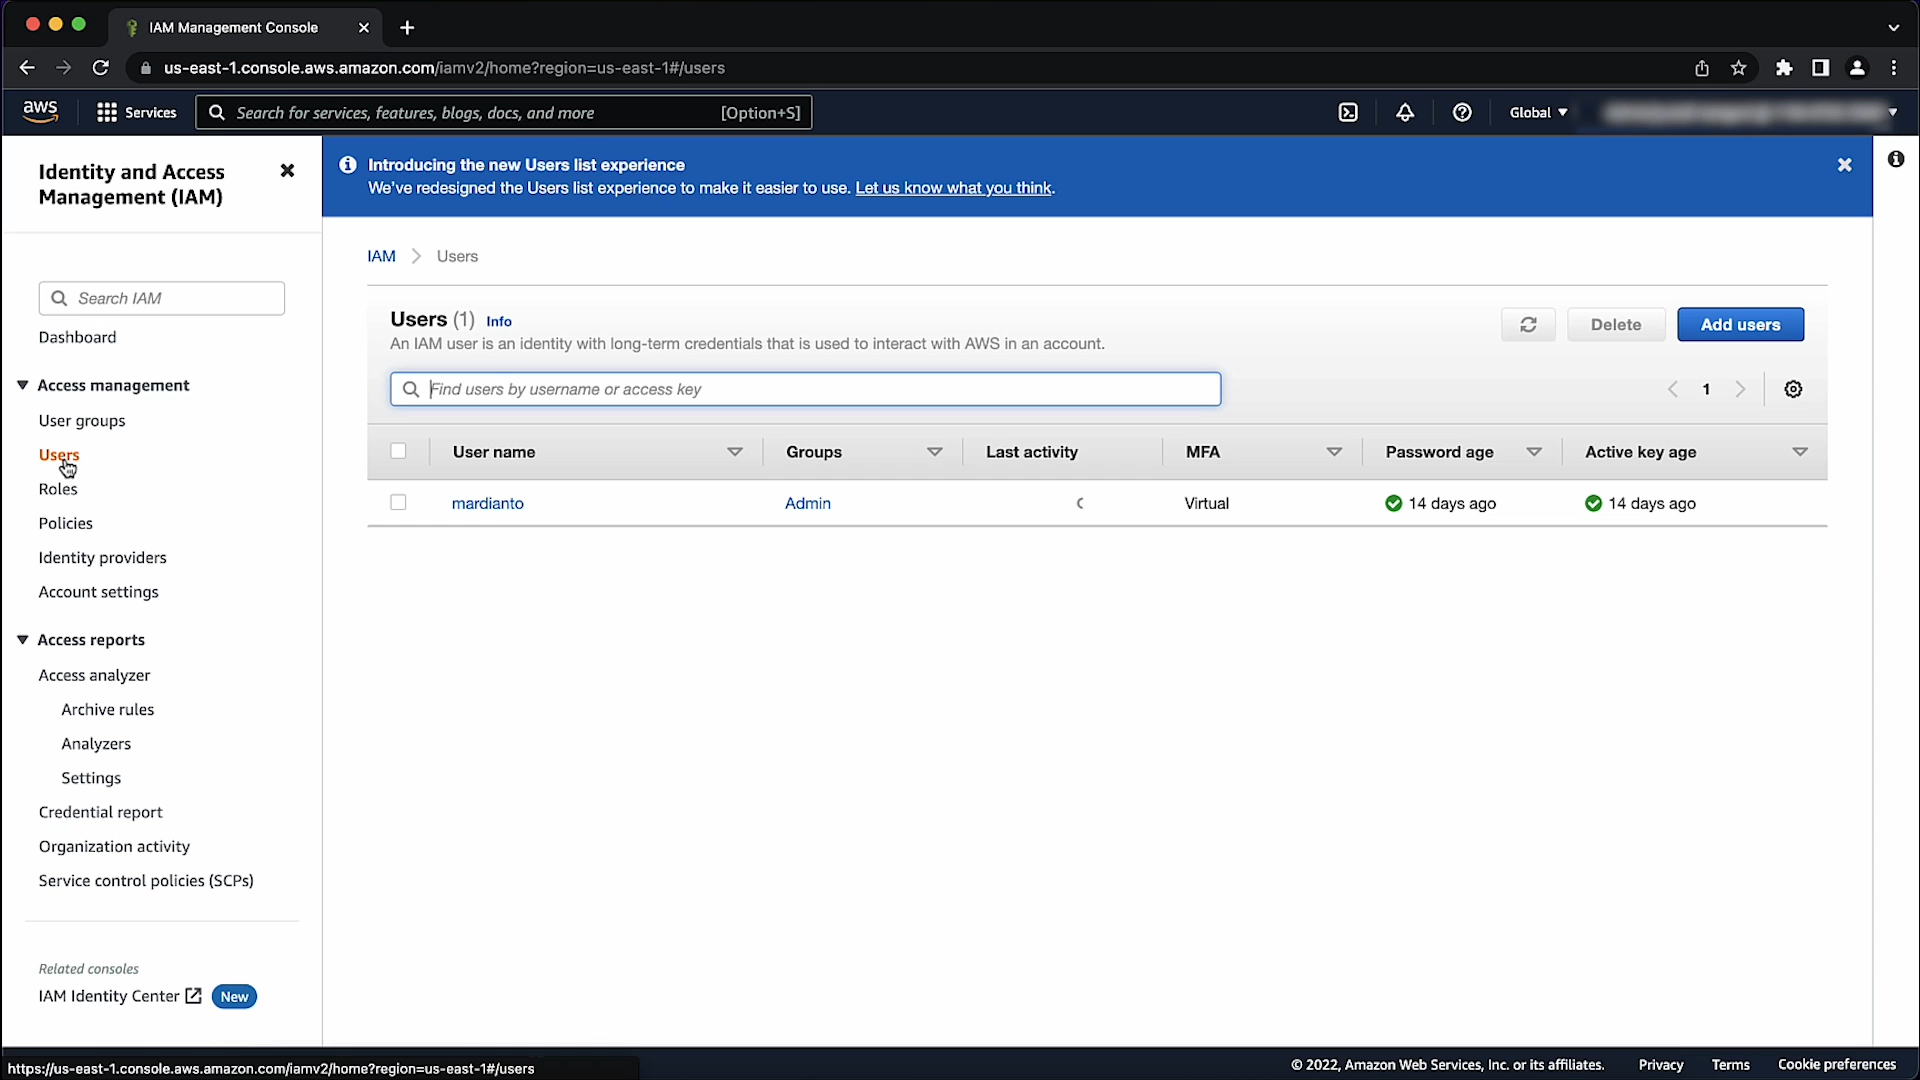 IAM Management Console
us-east-1.console.aws.amazon.com/iamv2/home?region=us-east-1#/users
aws
Services
Search for services, features, blogs, docs, and more
[Option+S]
Global
Identity and Access
Management (IAM)
Search IAM
Dashboard
Access management
User groups
Users
Roles
Policies
Identity providers
Account settings
Access reports
Access analyzer
Archive rules
Analyzers
Settings
Credential report
Organization activity
Service control policies (SCPs)
Related consoles
IAM Identity Center
New
Introducing the new Users list experience
We've redesigned the Users list experience to make it easier to use. Let us know what you think.
IAM
Users
Users (1) Info
An IAM user is an identity with long-term credentials that is used to interact with AWS in an account.
Delete
Add users
Find users by username or access key
1
User name
Groups
Last activity
MFA
Password age
Active key age
mardianto
Admin
Virtual
14 days ago
14 days ago
https://us-east-1.console.aws.amazon.com/iamv2/home?region=us-east-1#/users
© 2022, Amazon Web Services, Inc. or its affiliates.
Privacy
Terms
Cookie preferences